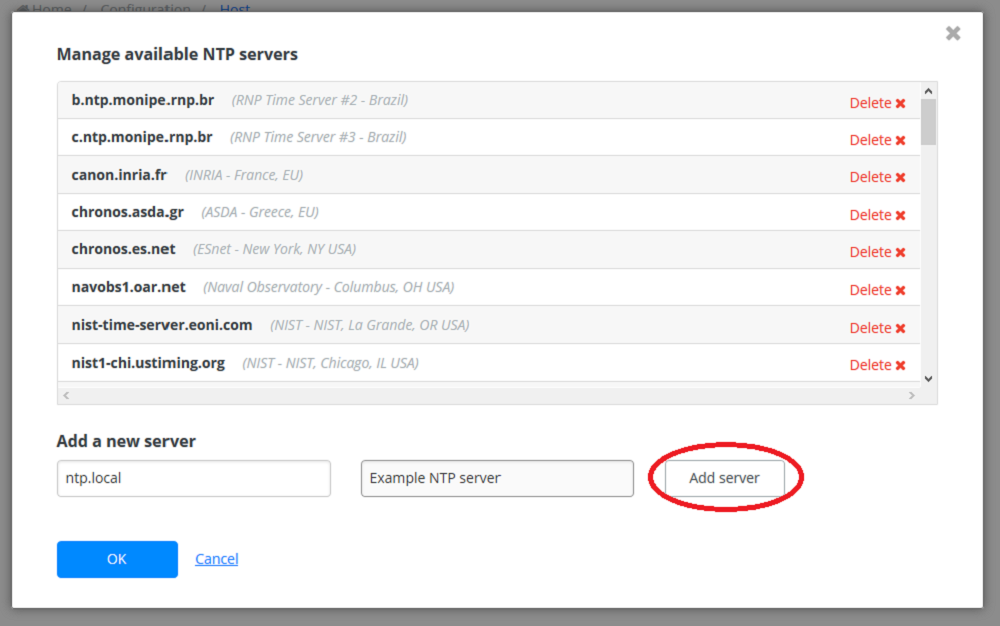 Home / Configuration / Host
Manage available NTP servers
b.ntp.monipe.rnp.br (RNP Time Server #2 - Brazil) Delete
c.ntp.monipe.rnp.br (RNP Time Server #3 - Brazil) Delete
canon.inria.fr (INRIA - France, EU) Delete
chronos.asda.gr (ASDA - Greece, EU) Delete
chronos.es.net (ESnet - New York, NY USA) Delete
navobs1.oar.net (Naval Observatory - Columbus, OH USA) Delete
nist-time-server.eoni.com (NIST - NIST, La Grande, OR USA) Delete
nist1-chi.ustiming.org (NIST - NIST, Chicago, IL USA) Delete
Add a new server
ntp.local Example NTP server Add server
OK Cancel